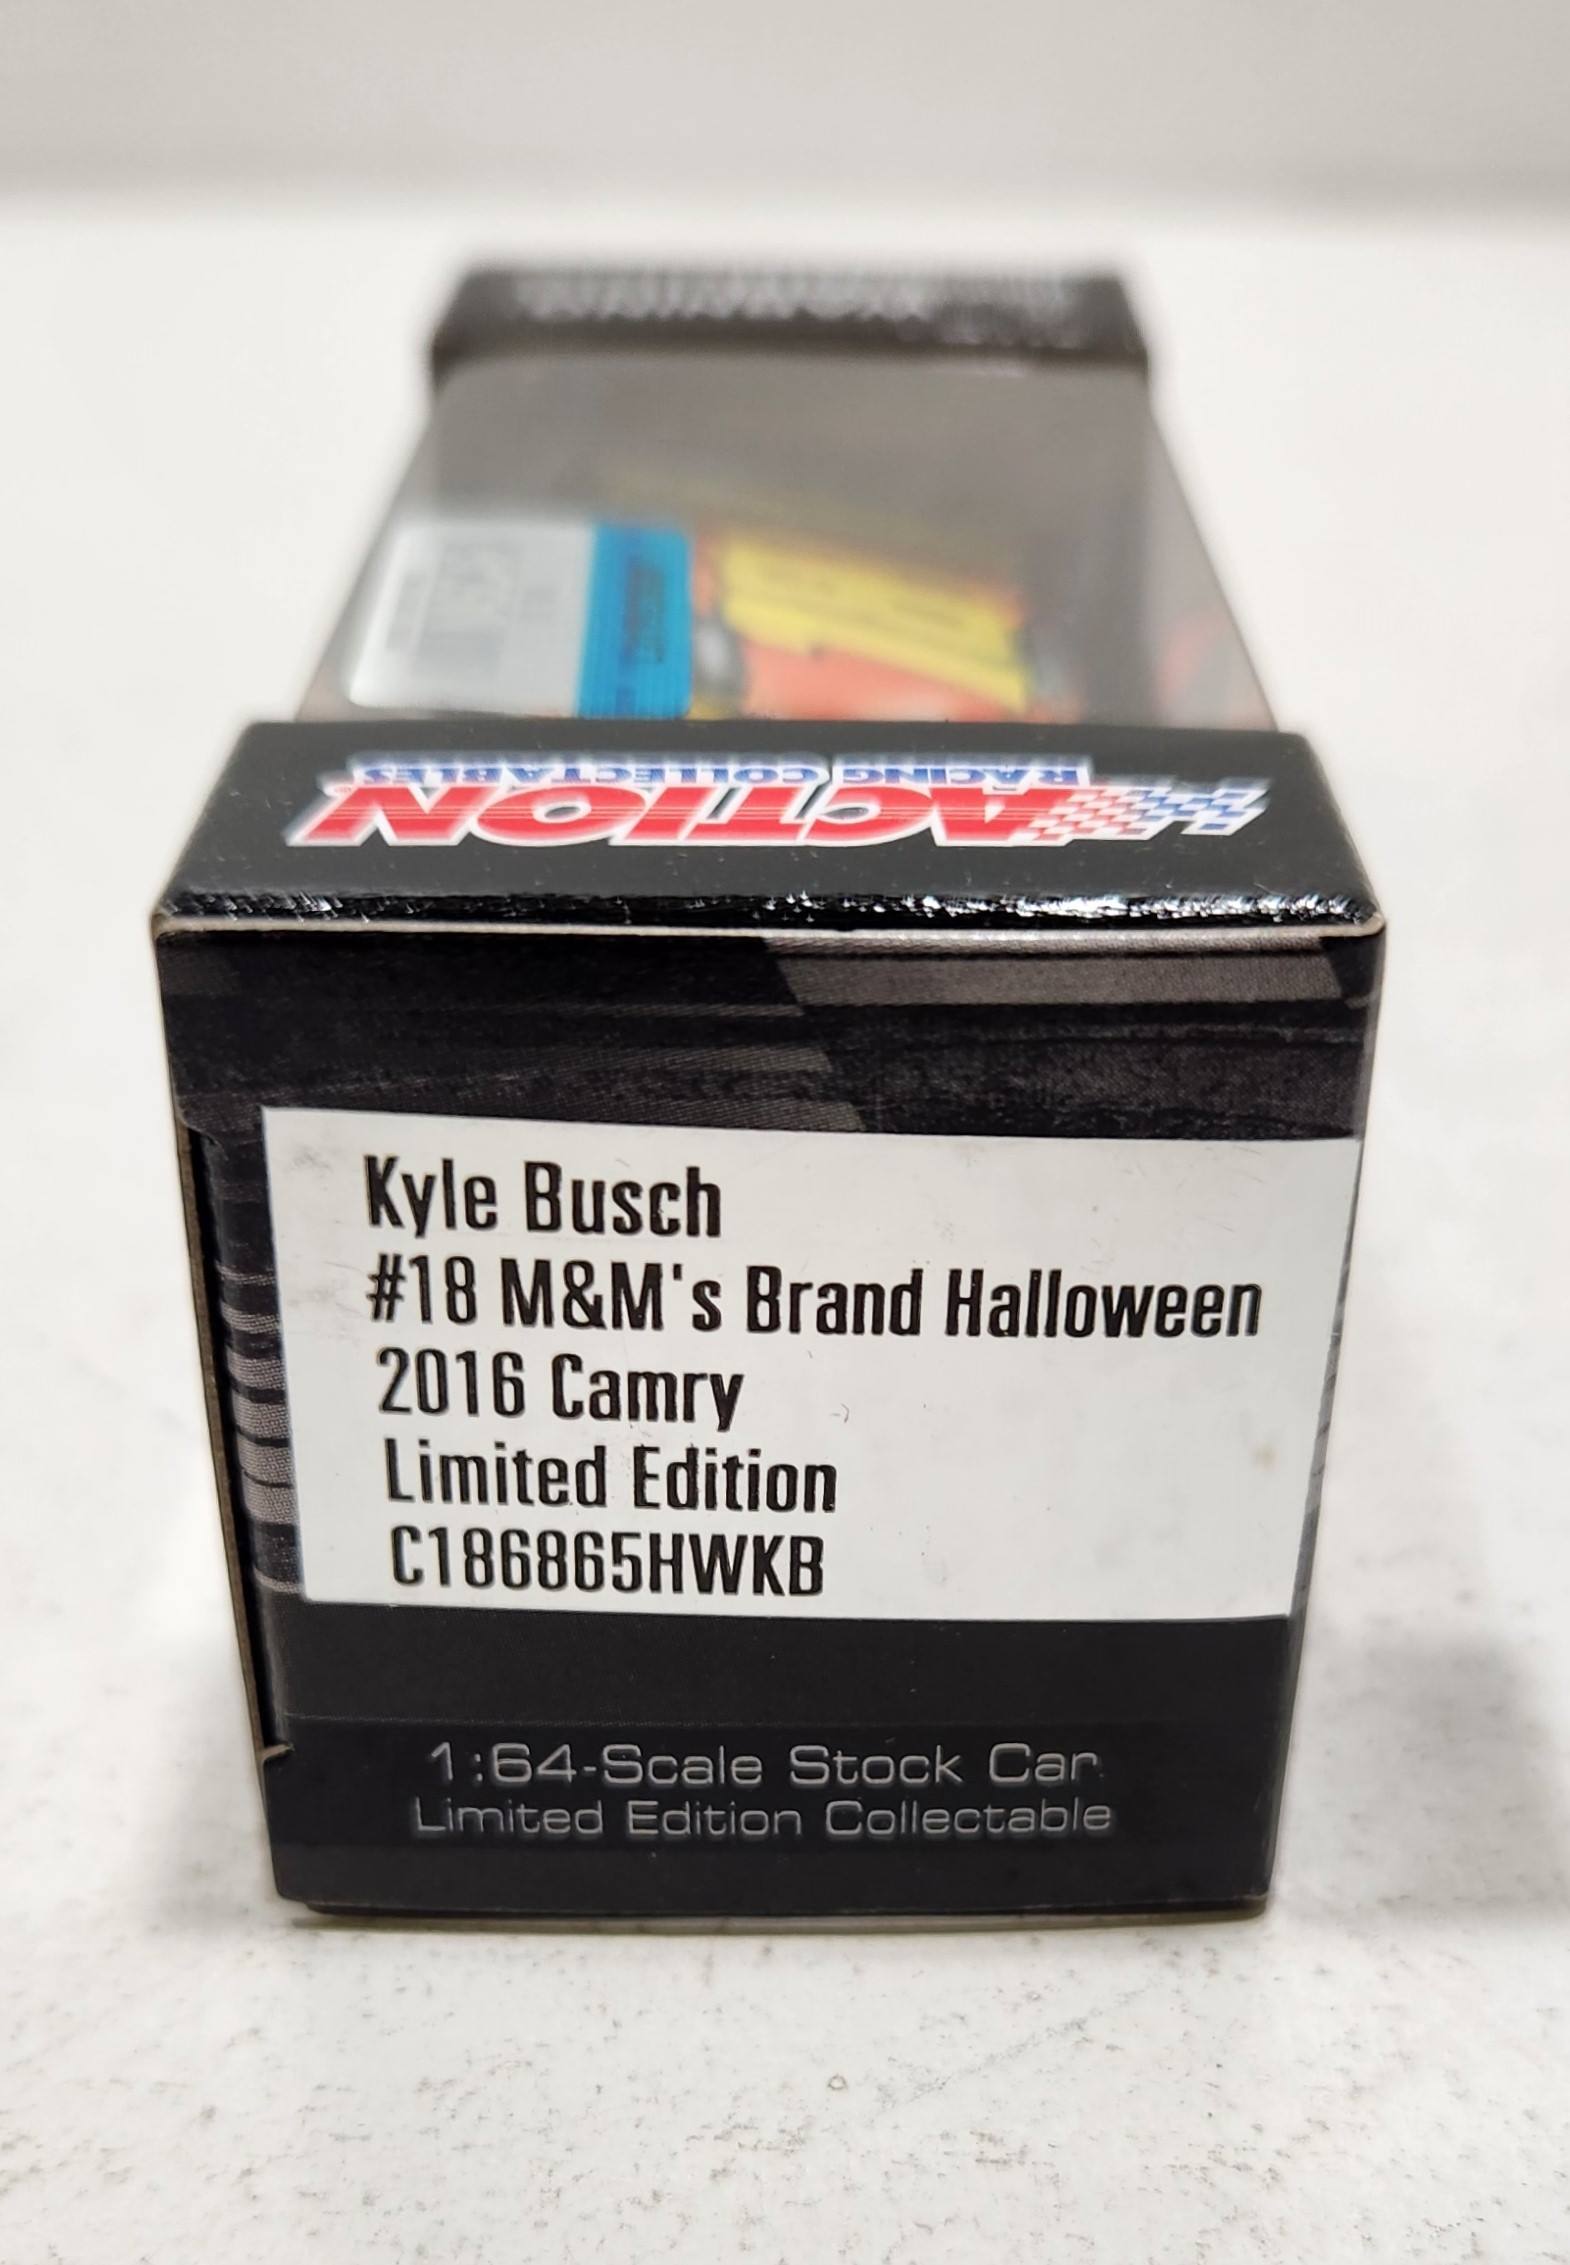 ACTION
RACING COLLECTABLES
Kyle Busch
#18 M&M's Brand Halloween
2016 Camry
Limited Edition
C186865HWKB
1:64-Scale Stock Car
Limited Edition Collectable